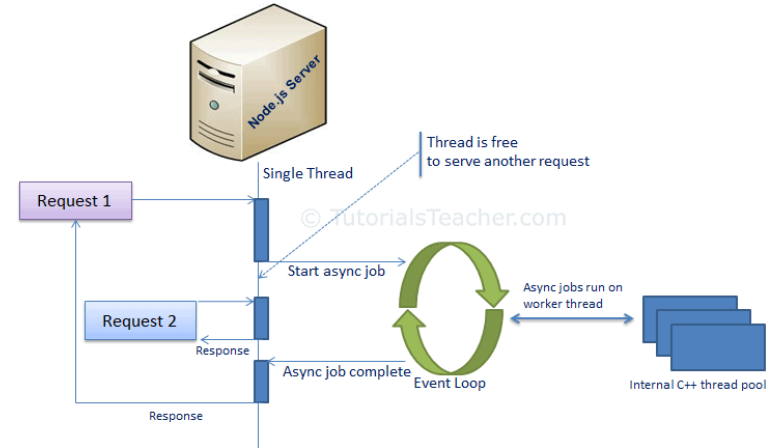 Node.js Server
Thread is free
to serve another request
Single Thread
Request 1
© TutorialsTeacher.com
Start async job
Async jobs run on
worker thread
Request 2
Response
Async job complete
Event Loop
Internal C++ thread pool
Response